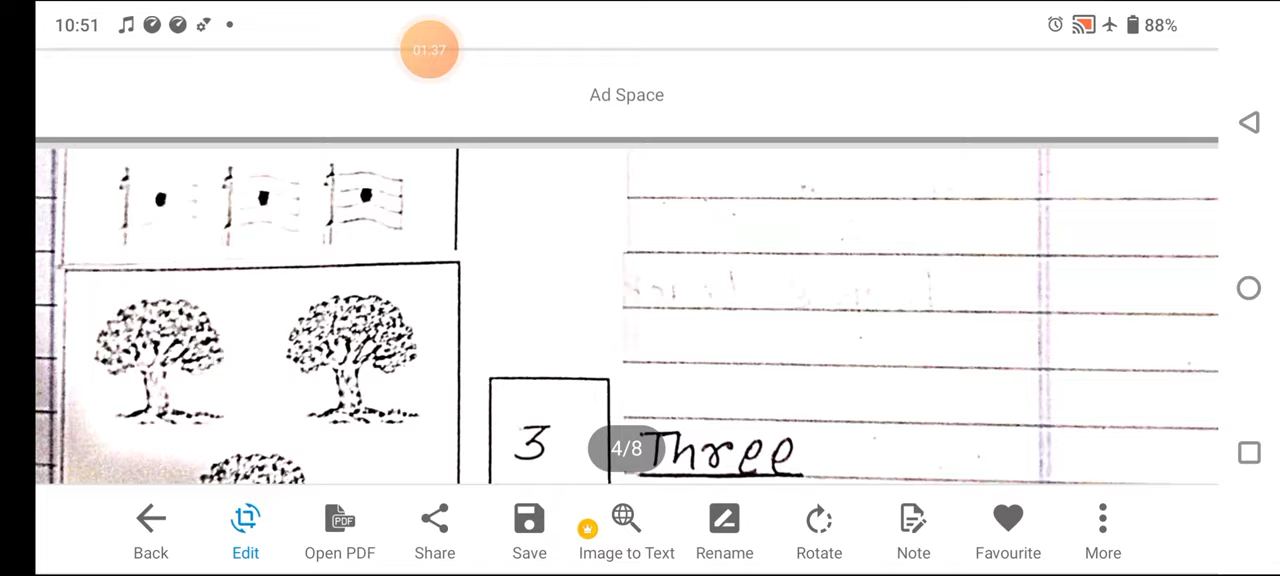 10:51 88%
01:37
Ad Space
3 Three
4/8
Back Edit Open PDF Share Save Image to Text Rename Rotate Note Favourite More
PDF